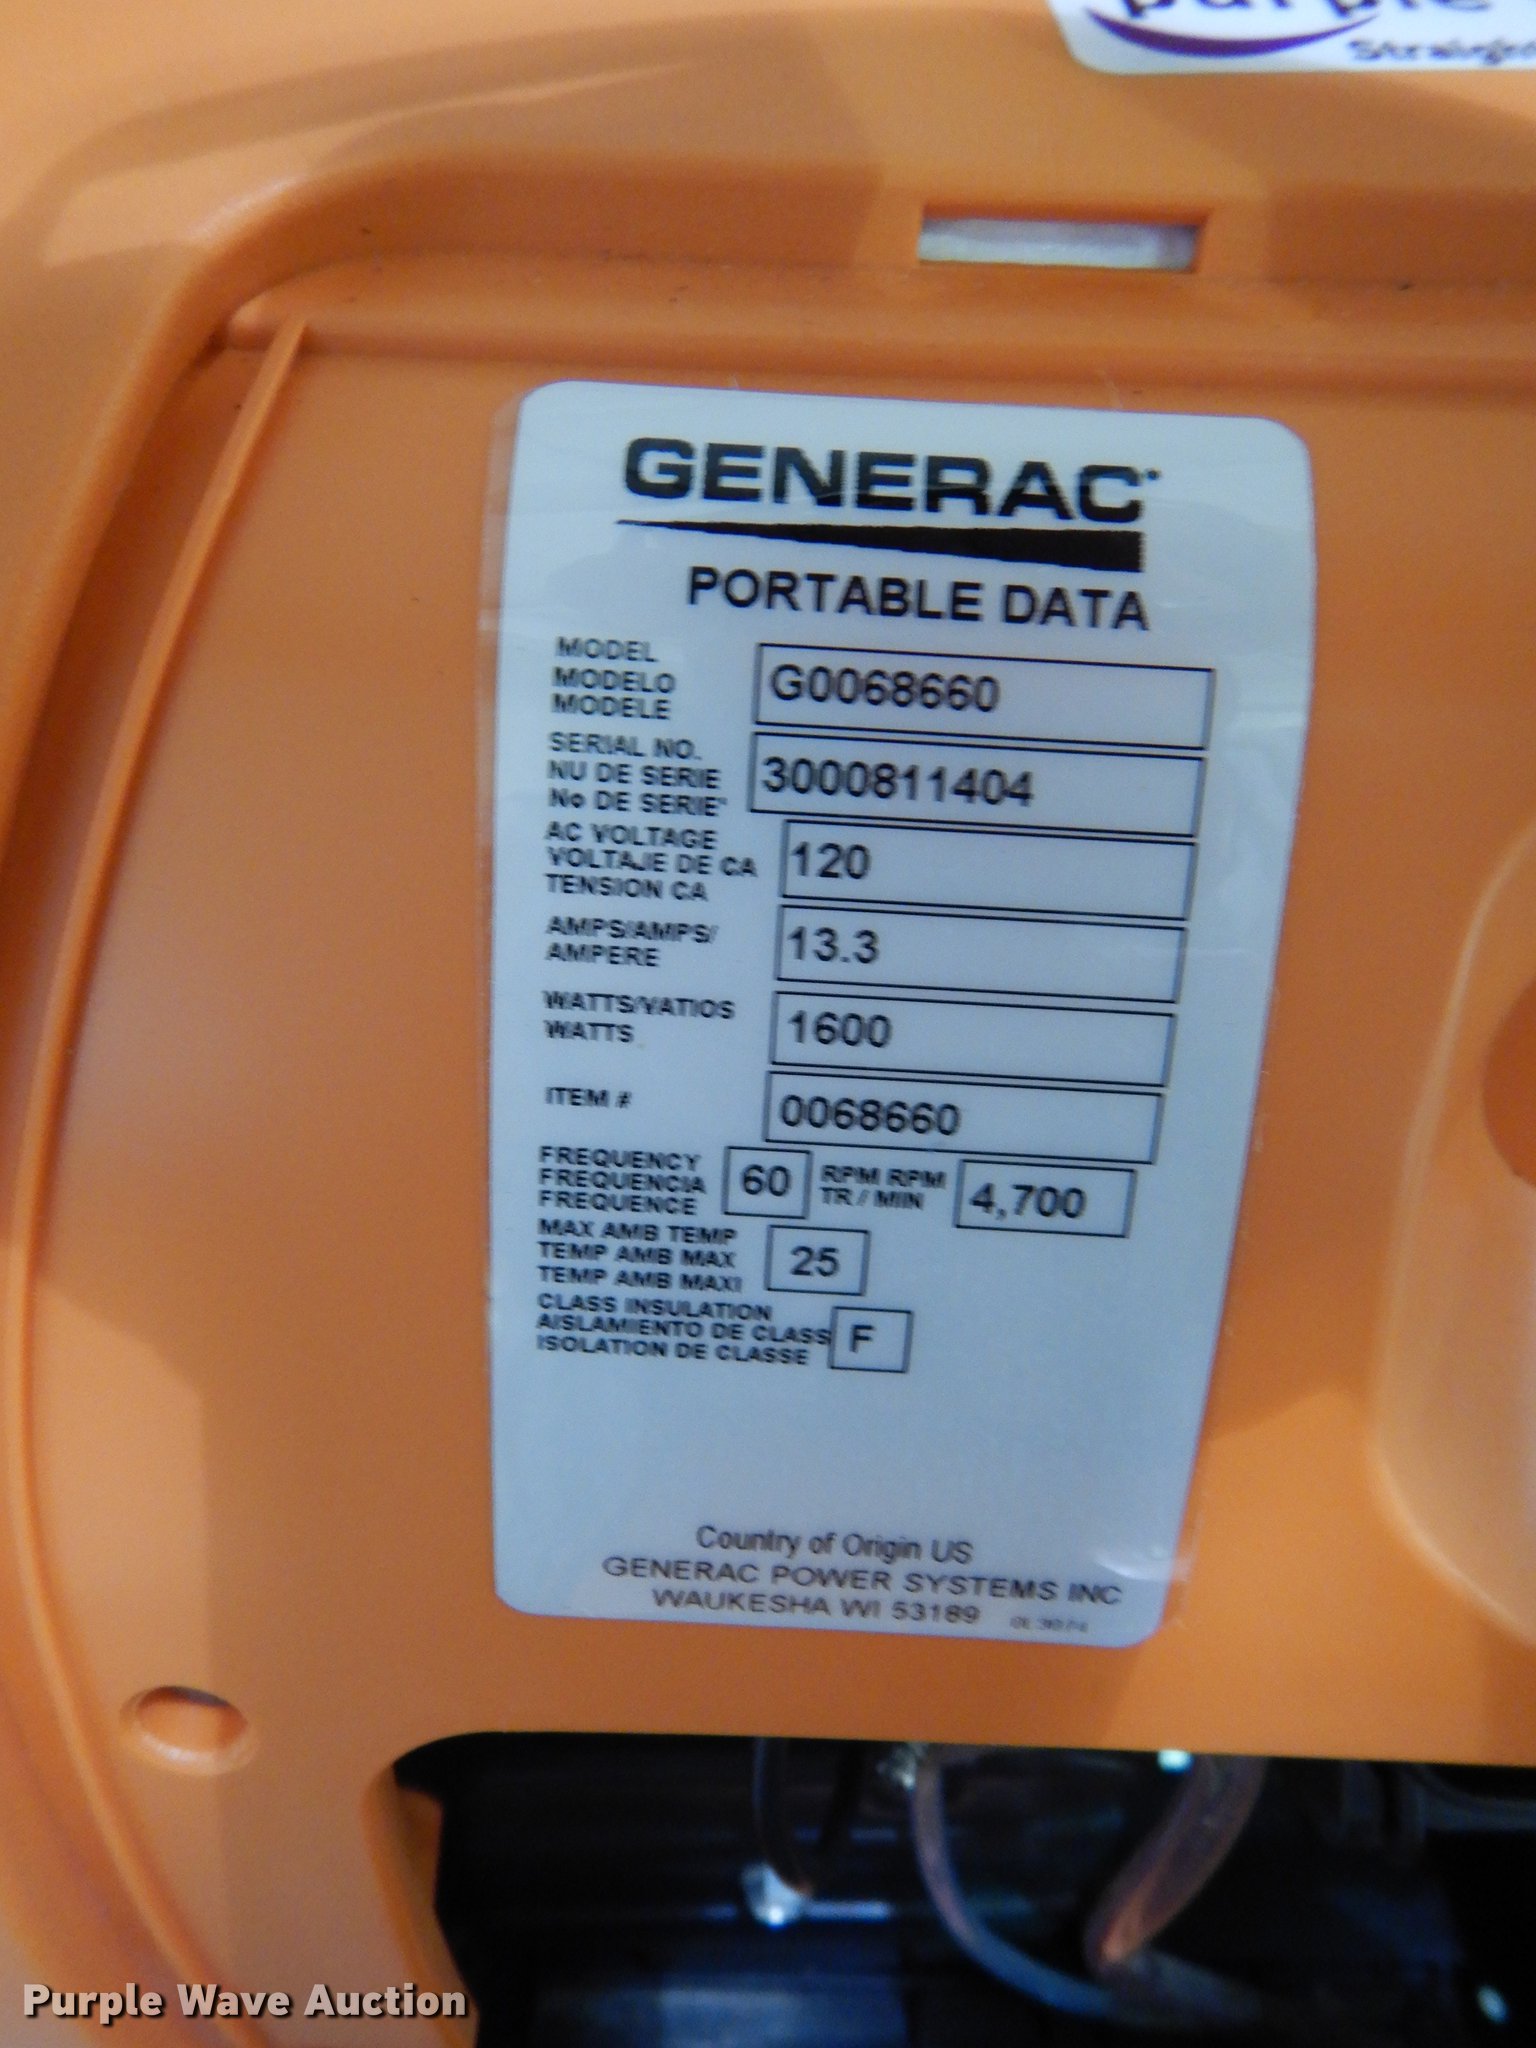 purple
GENERAC
PORTABLE DATA
MODEL
MODELO
MODELE
G0068660
SERIAL NO.
NU DE SERIE
No DE SERIE*
3000811404
AC VOLTAGE
VOLTAJE DE CA
TENSION CA
120
AMPS/AMPS/
AMPERE
13.3
WATTS/VATIOS
WATTS
1600
ITEM #
0068660
FREQUENCY
FREQUENCIA
FREQUENCE
60
RPM RPM
TR / MIN
4,700
MAX AMB TEMP
TEMP AMB MAX
TEMP AMB MAXI
25
CLASS INSULATION
AISLAMIENTO DE CLASS
ISOLATION DE CLASSE
F
Country of Origin US
GENERAC POWER SYSTEMS INC
WAUKESHA WI 53189
Purple Wave Auction